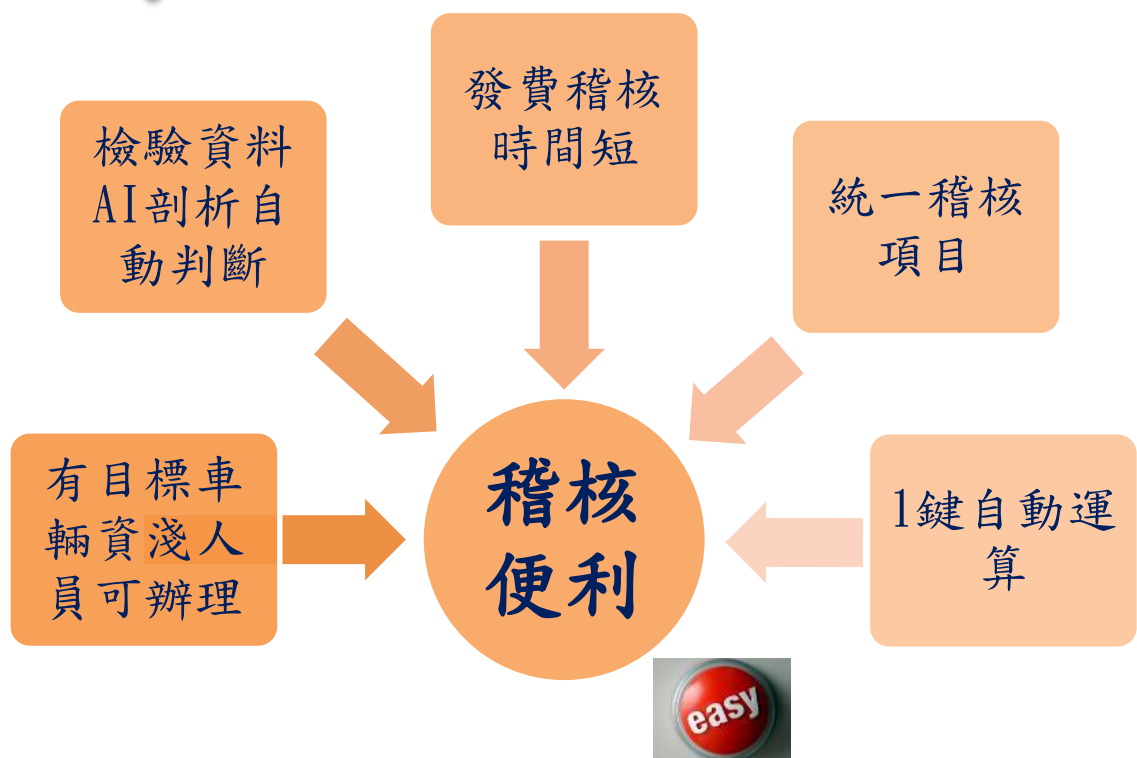 發費稽核
時間短
檢驗資料
AI剖析自
動判斷
統一稽核
項目
有目標車
輛資淺人
員可辦理
稽核
便利
1鍵自動運
算
easy